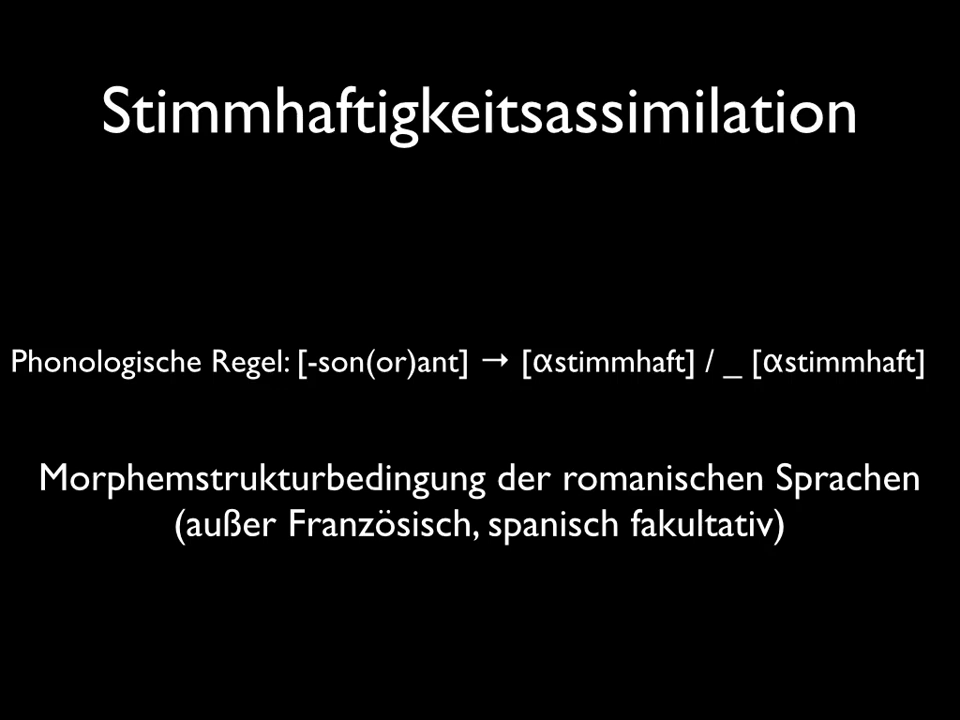 Stimmhaftigkeitsassimilation
Phonologische Regel: [-son(or)ant] → [αstimmhaft] / _ [αstimmhaft]
Morphemstrukturbedingung der romanischen Sprachen
(außer Französisch, spanisch fakultativ)